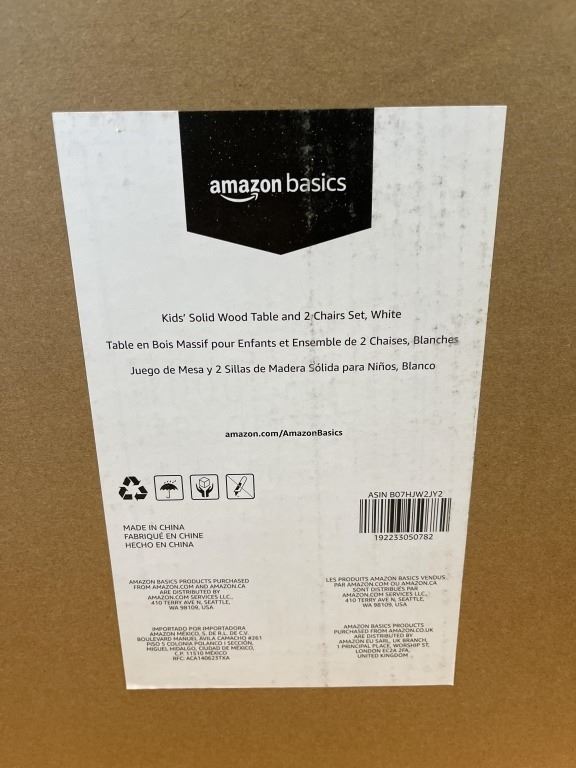 amazon basics
Kids' Solid Wood Table and 2 Chairs Set, White
Table en Bois Massif pour Enfants et Ensemble de 2 Chaises, Blanches
Juego de Mesa y 2 Sillas de Madera Sólida para Niños, Blanco
amazon.com/AmazonBasics
ASIN B07HJW2JY2
192233050782
MADE IN CHINA
FABRIQUÉ EN CHINE
HECHO EN CHINA
AMAZON BASICS PRODUCTS PURCHASED
FROM AMAZON.COM AND AMAZON.CA
ARE DISTRIBUTED BY
AMAZON.COM SERVICES LLC.,
410 TERRY AVE N, SEATTLE,
WA 98109, USA
LES PRODUITS AMAZON BASICS VENDUS
PAR AMAZON.COM OU AMAZON.CA
SONT DISTRIBUÉS PAR
AMAZON.COM SERVICES LLC.,
410 TERRY AVE N, SEATTLE,
WA 98109, USA
IMPORTADO POR IMPORTADORA
AMAZON MÉXICO, S. DE R.L. DE C.V.
BOULEVARD MANUEL ÁVILA CAMACHO #261
PISO 5 COLONIA POLANCO I SECCIÓN,
MIGUEL HIDALGO, CIUDAD DE MÉXICO,
C.P. 11510 MÉXICO
RFC: ACA140623TXA
AMAZON BASICS PRODUCTS
PURCHASED FROM AMAZON.CO.UK
ARE DISTRIBUTED BY
AMAZON EU SARL, UK BRANCH,
1 PRINCIPAL PLACE, WORSHIP ST,
LONDON EC2A 2FA,
UNITED KINGDOM